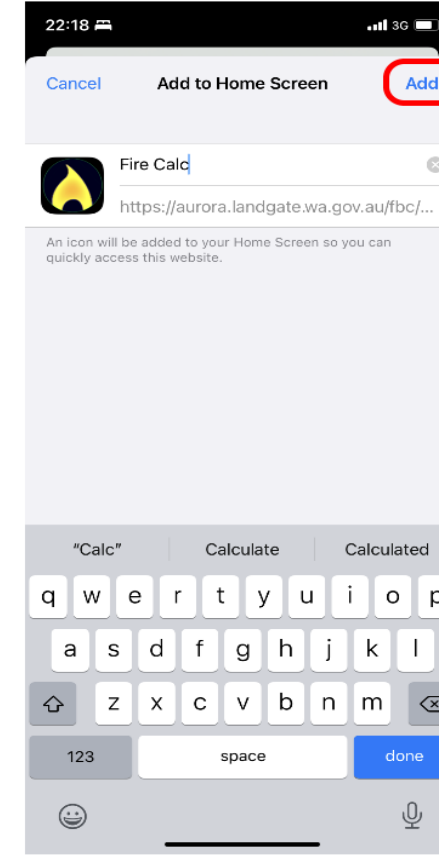 22:18 3G
Cancel Add to Home Screen Add
Fire Calc
https://aurora.landgate.wa.gov.au/fbc/...
An icon will be added to your Home Screen so you can
quickly access this website.
"Calc" Calculate Calculated
q w e r t y u i o p
a s d f g h j k l
z x c v b n m
123 space done